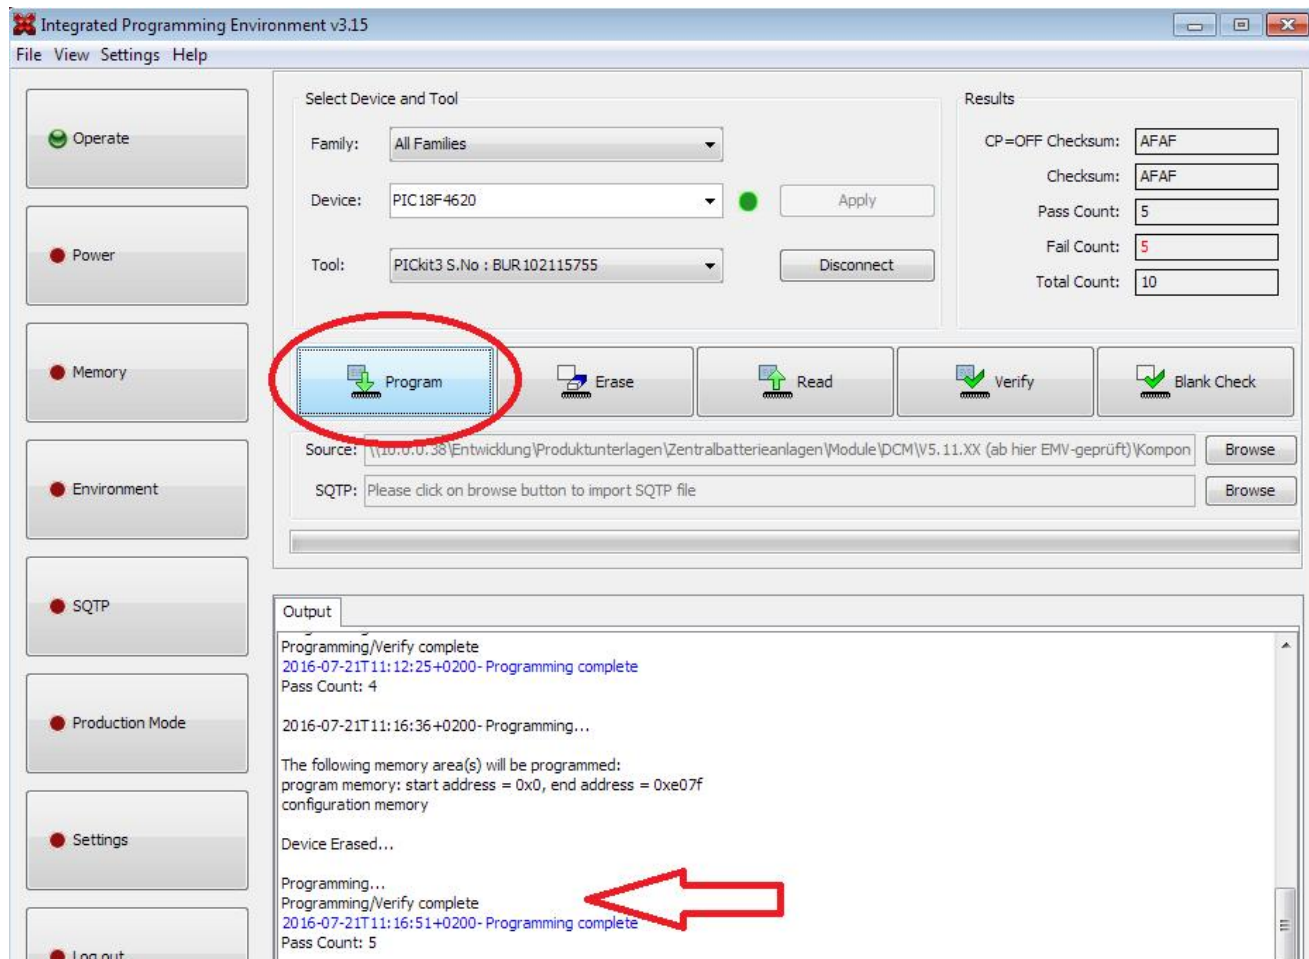 Integrated Programming Environment v3.15
File View Settings Help
Operate
Power
Memory
Environment
SQTP
Production Mode
Settings
Log out
Select Device and Tool
Family: All Families
Device: PIC18F4620 Apply
Tool: PICkit3 S.No : BUR102115755 Disconnect
Results
CP=OFF Checksum: AFAF
Checksum: AFAF
Pass Count: 5
Fail Count: 5
Total Count: 10
Program Erase Read Verify Blank Check
Source: \\10.0.0.38\Entwicklung\Produktunterlagen\Zentralbatterieanlagen\Module\DCM\V5.11.XX (ab hier EMV-geprüft)\Kompon Browse
SQTP: Please click on browse button to import SQTP file Browse
Output
Programming/Verify complete
2016-07-21T11:12:25+0200- Programming complete
Pass Count: 4
2016-07-21T11:16:36+0200- Programming...
The following memory area(s) will be programmed:
program memory: start address = 0x0, end address = 0xe07f
configuration memory
Device Erased...
Programming...
Programming/Verify complete
2016-07-21T11:16:51+0200- Programming complete
Pass Count: 5